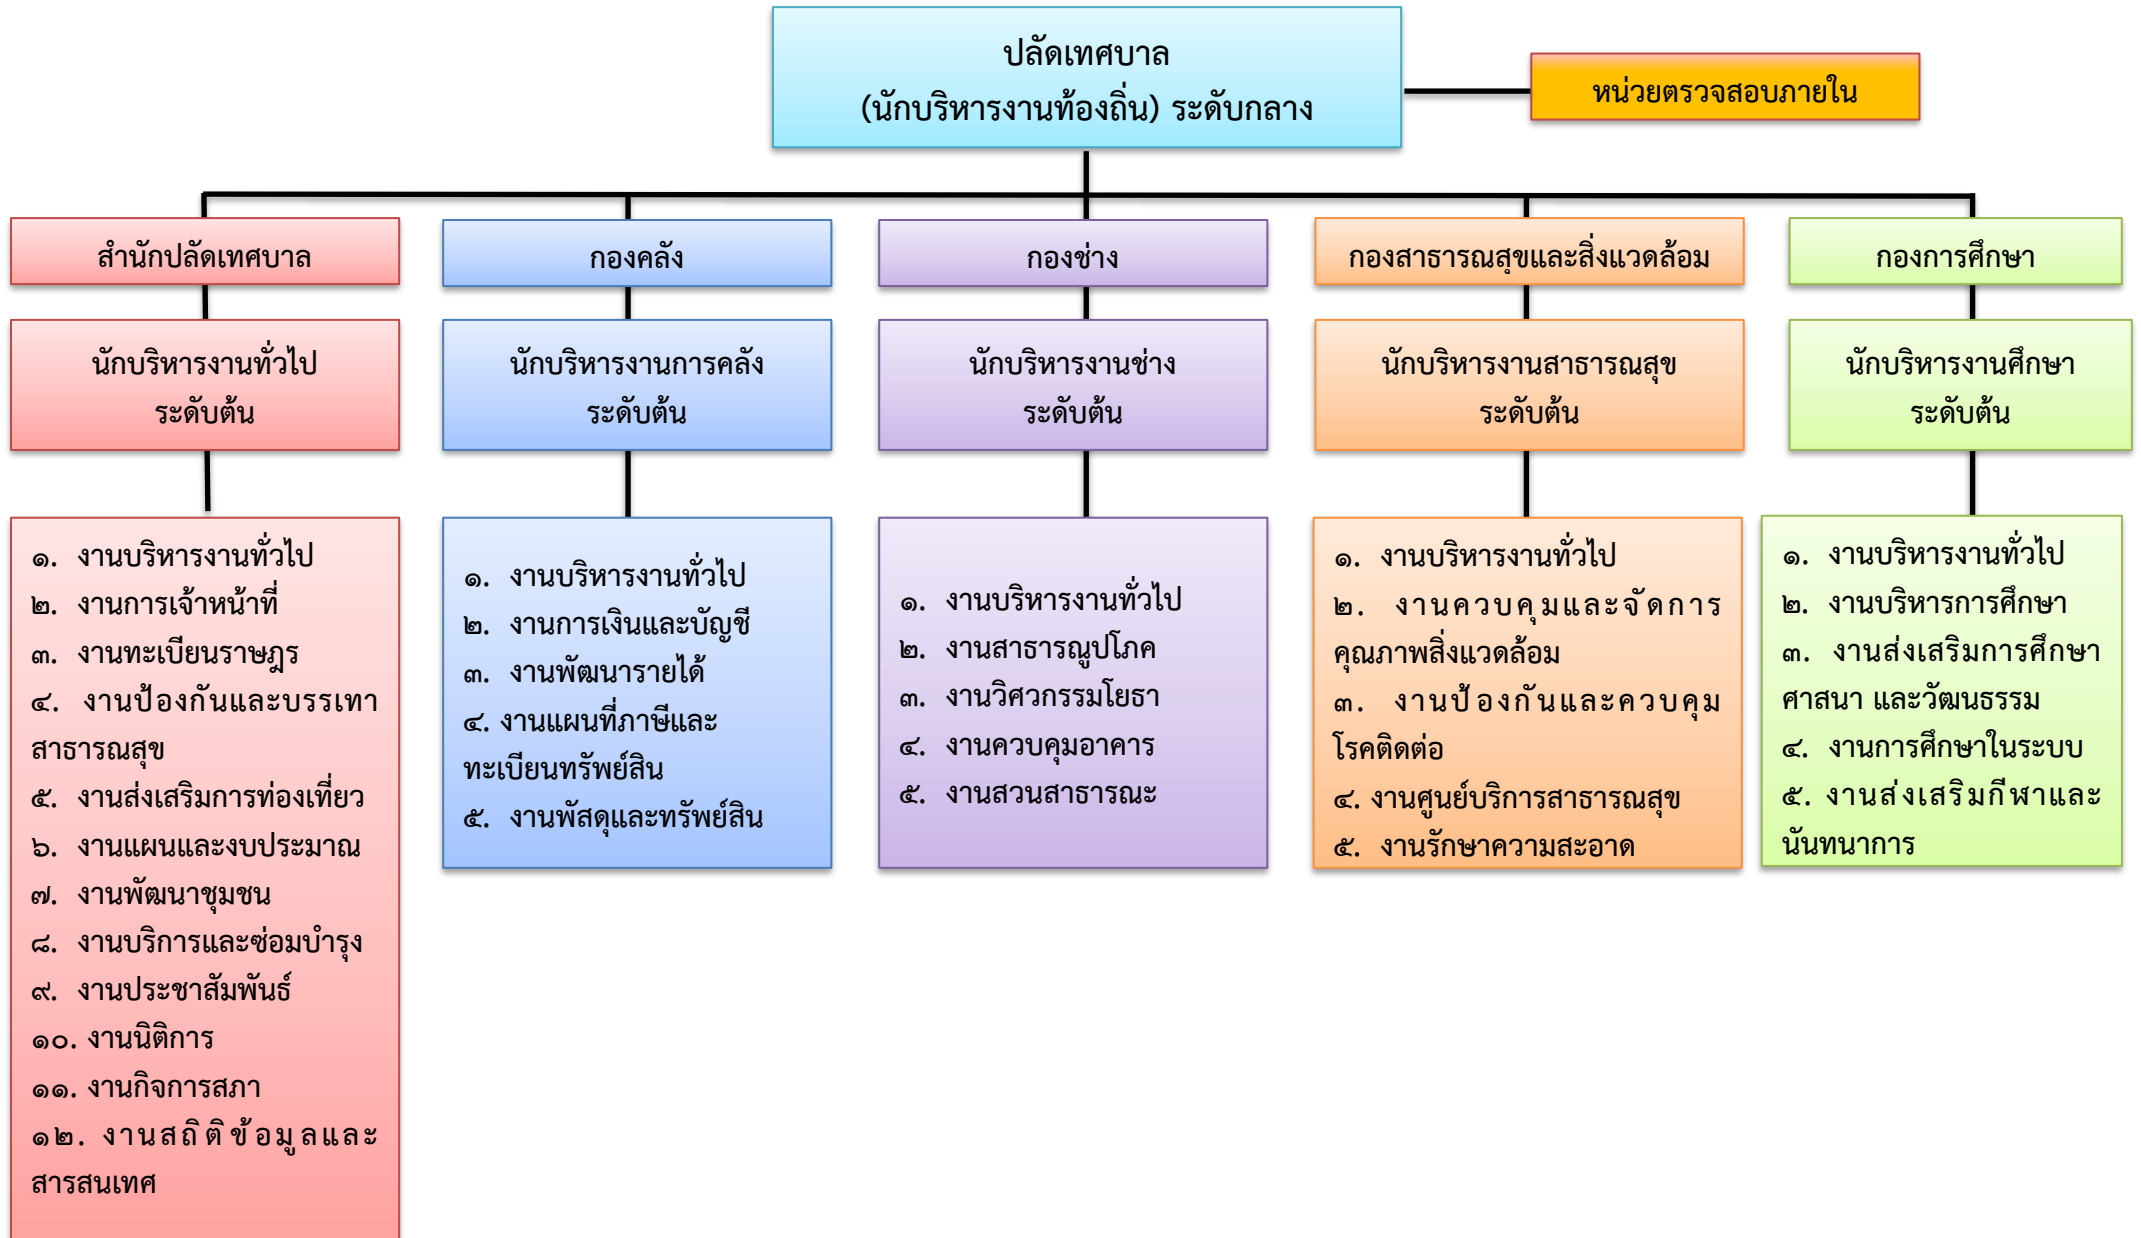 ปลัดเทศบาล
(นักบริหารงานท้องถิ่น) ระดับกลาง
หน่วยตรวจสอบภายใน
สำนักปลัดเทศบาล
กองคลัง
กองช่าง
กองสาธารณสุขและสิ่งแวดล้อม
กองการศึกษา
นักบริหารงานทั่วไป
ระดับต้น
นักบริหารงานการคลัง
ระดับต้น
นักบริหารงานช่าง
ระดับต้น
นักบริหารงานสาธารณสุข
ระดับต้น
นักบริหารงานศึกษา
ระดับต้น
๑. งานบริหารงานทั่วไป
๒. งานการเจ้าหน้าที่
๓. งานทะเบียนราษฎร
๔. งานป้องกันและบรรเทา
สาธารณสุข
๕. งานส่งเสริมการท่องเที่ยว
๖. งานแผนและงบประมาณ
๗. งานพัฒนาชุมชน
๘. งานบริการและซ่อมบำรุง
๙. งานประชาสัมพันธ์
๑๐. งานนิติการ
๑๑. งานกิจการสภา
๑๒. งานสถิติข้อมูลและ
สารสนเทศ
๑. งานบริหารงานทั่วไป
๒. งานการเงินและบัญชี
๓. งานพัฒนารายได้
๔. งานแผนที่ภาษีและ
ทะเบียนทรัพย์สิน
๕. งานพัสดุและทรัพย์สิน
๑. งานบริหารงานทั่วไป
๒. งานสาธารณูปโภค
๓. งานวิศวกรรมโยธา
๔. งานควบคุมอาคาร
๕. งานสวนสาธารณะ
๑. งานบริหารงานทั่วไป
๒. งานควบคุมและจัดการ
คุณภาพสิ่งแวดล้อม
๓. งานป้องกันและควบคุม
โรคติดต่อ
๔. งานศูนย์บริการสาธารณสุข
๕. งานรักษาความสะอาด
๑. งานบริหารงานทั่วไป
๒. งานบริหารการศึกษา
๓. งานส่งเสริมการศึกษา
ศาสนา และวัฒนธรรม
๔. งานการศึกษาในระบบ
๕. งานส่งเสริมกีฬาและ
นันทนาการ